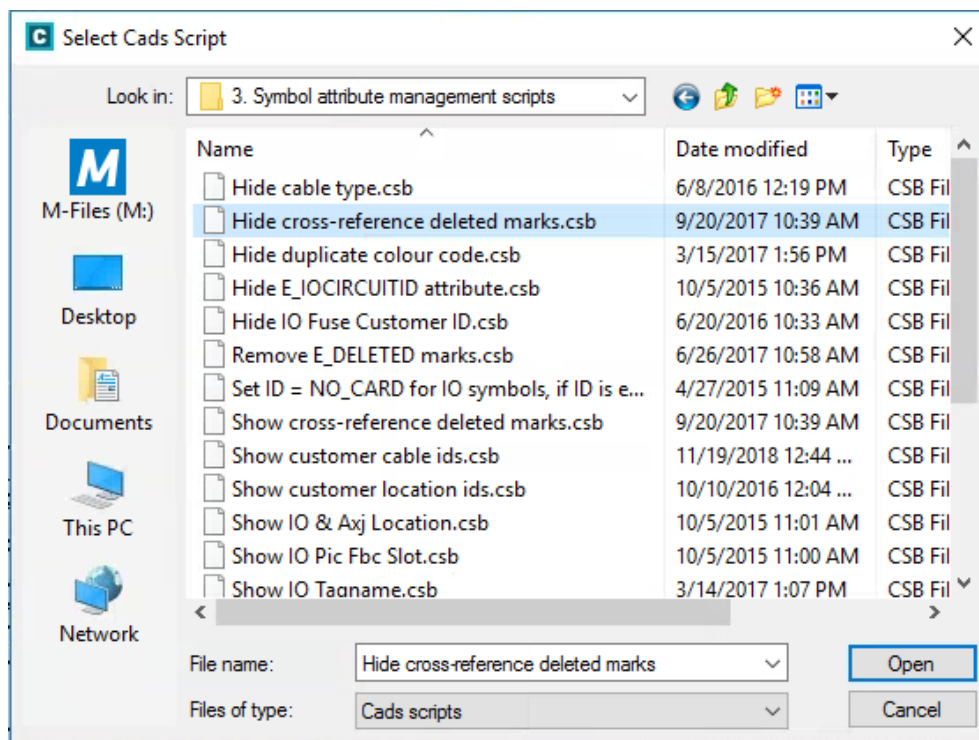 C Select Cads Script
Look in: 3. Symbol attribute management scripts
Name Date modified Type
M
M-Files (M:)
Desktop
Documents
This PC
Network
Hide cable type.csb 6/8/2016 12:19 PM CSB Fil
Hide cross-reference deleted marks.csb 9/20/2017 10:39 AM CSB Fil
Hide duplicate colour code.csb 3/15/2017 1:56 PM CSB Fil
Hide E_IOCIRCUITID attribute.csb 10/5/2015 10:36 AM CSB Fil
Hide IO Fuse Customer ID.csb 6/20/2016 10:33 AM CSB Fil
Remove E_DELETED marks.csb 6/26/2017 10:58 AM CSB Fil
Set ID = NO_CARD for IO symbols, if ID is e... 4/27/2015 11:09 AM CSB Fil
Show cross-reference deleted marks.csb 9/20/2017 10:39 AM CSB Fil
Show customer cable ids.csb 11/19/2018 12:44 ... CSB Fil
Show customer location ids.csb 10/10/2016 12:04 ... CSB Fil
Show IO & Axj Location.csb 10/5/2015 11:01 AM CSB Fil
Show IO Pic Fbc Slot.csb 10/5/2015 11:00 AM CSB Fil
Show IO Tagname.csb 3/14/2017 1:07 PM CSB Fil
File name: Hide cross-reference deleted marks Open
Files of type: Cads scripts Cancel